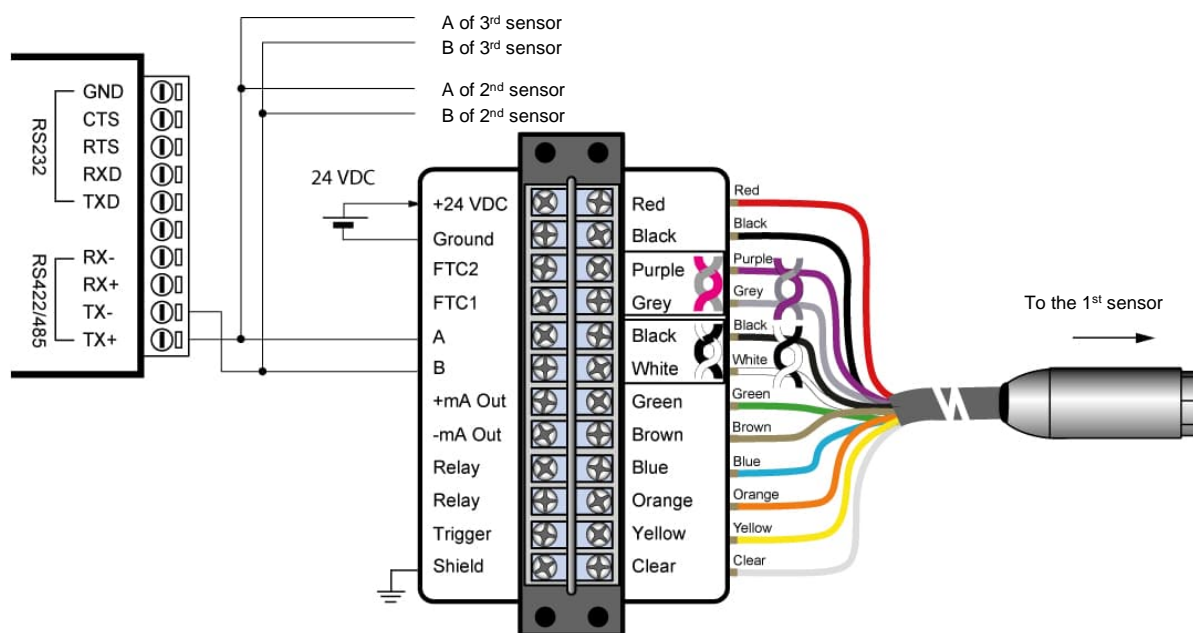 A of 3rd sensor
B of 3rd sensor
A of 2nd sensor
B of 2nd sensor
RS232
GND
CTS
RTS
RXD
TXD
RS422/485
RX-
RX+
TX-
TX+
24 VDC
+24 VDC
Ground
FTC2
FTC1
A
B
+mA Out
-mA Out
Relay
Relay
Trigger
Shield
Red
Black
Purple
Grey
Black
White
Green
Brown
Blue
Orange
Yellow
Clear
Red
Black
Purple
Grey
Black
White
Green
Brown
Blue
Orange
Yellow
Clear
To the 1st sensor